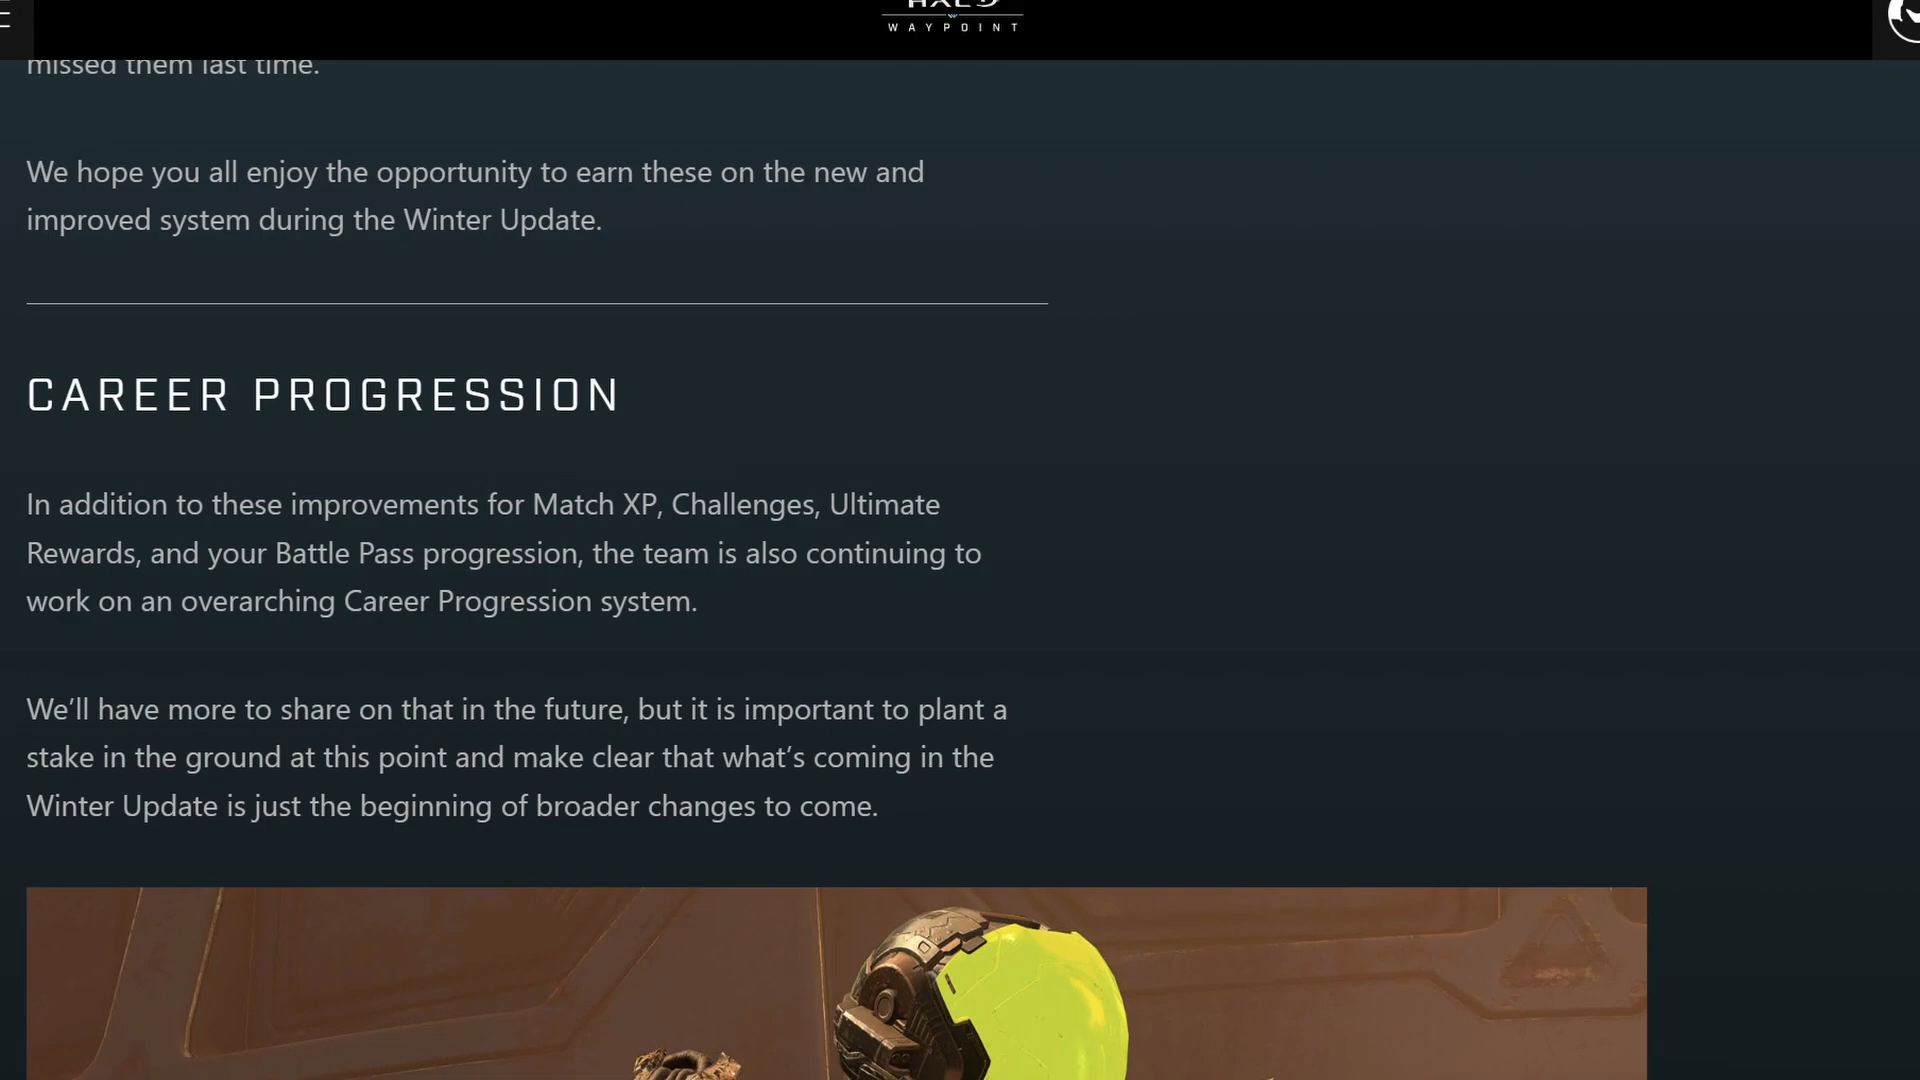 HALO
WAYPOINT
missed them last time.
We hope you all enjoy the opportunity to earn these on the new and
improved system during the Winter Update.
CAREER PROGRESSION
In addition to these improvements for Match XP, Challenges, Ultimate
Rewards, and your Battle Pass progression, the team is also continuing to
work on an overarching Career Progression system.
We’ll have more to share on that in the future, but it is important to plant a
stake in the ground at this point and make clear that what’s coming in the
Winter Update is just the beginning of broader changes to come.